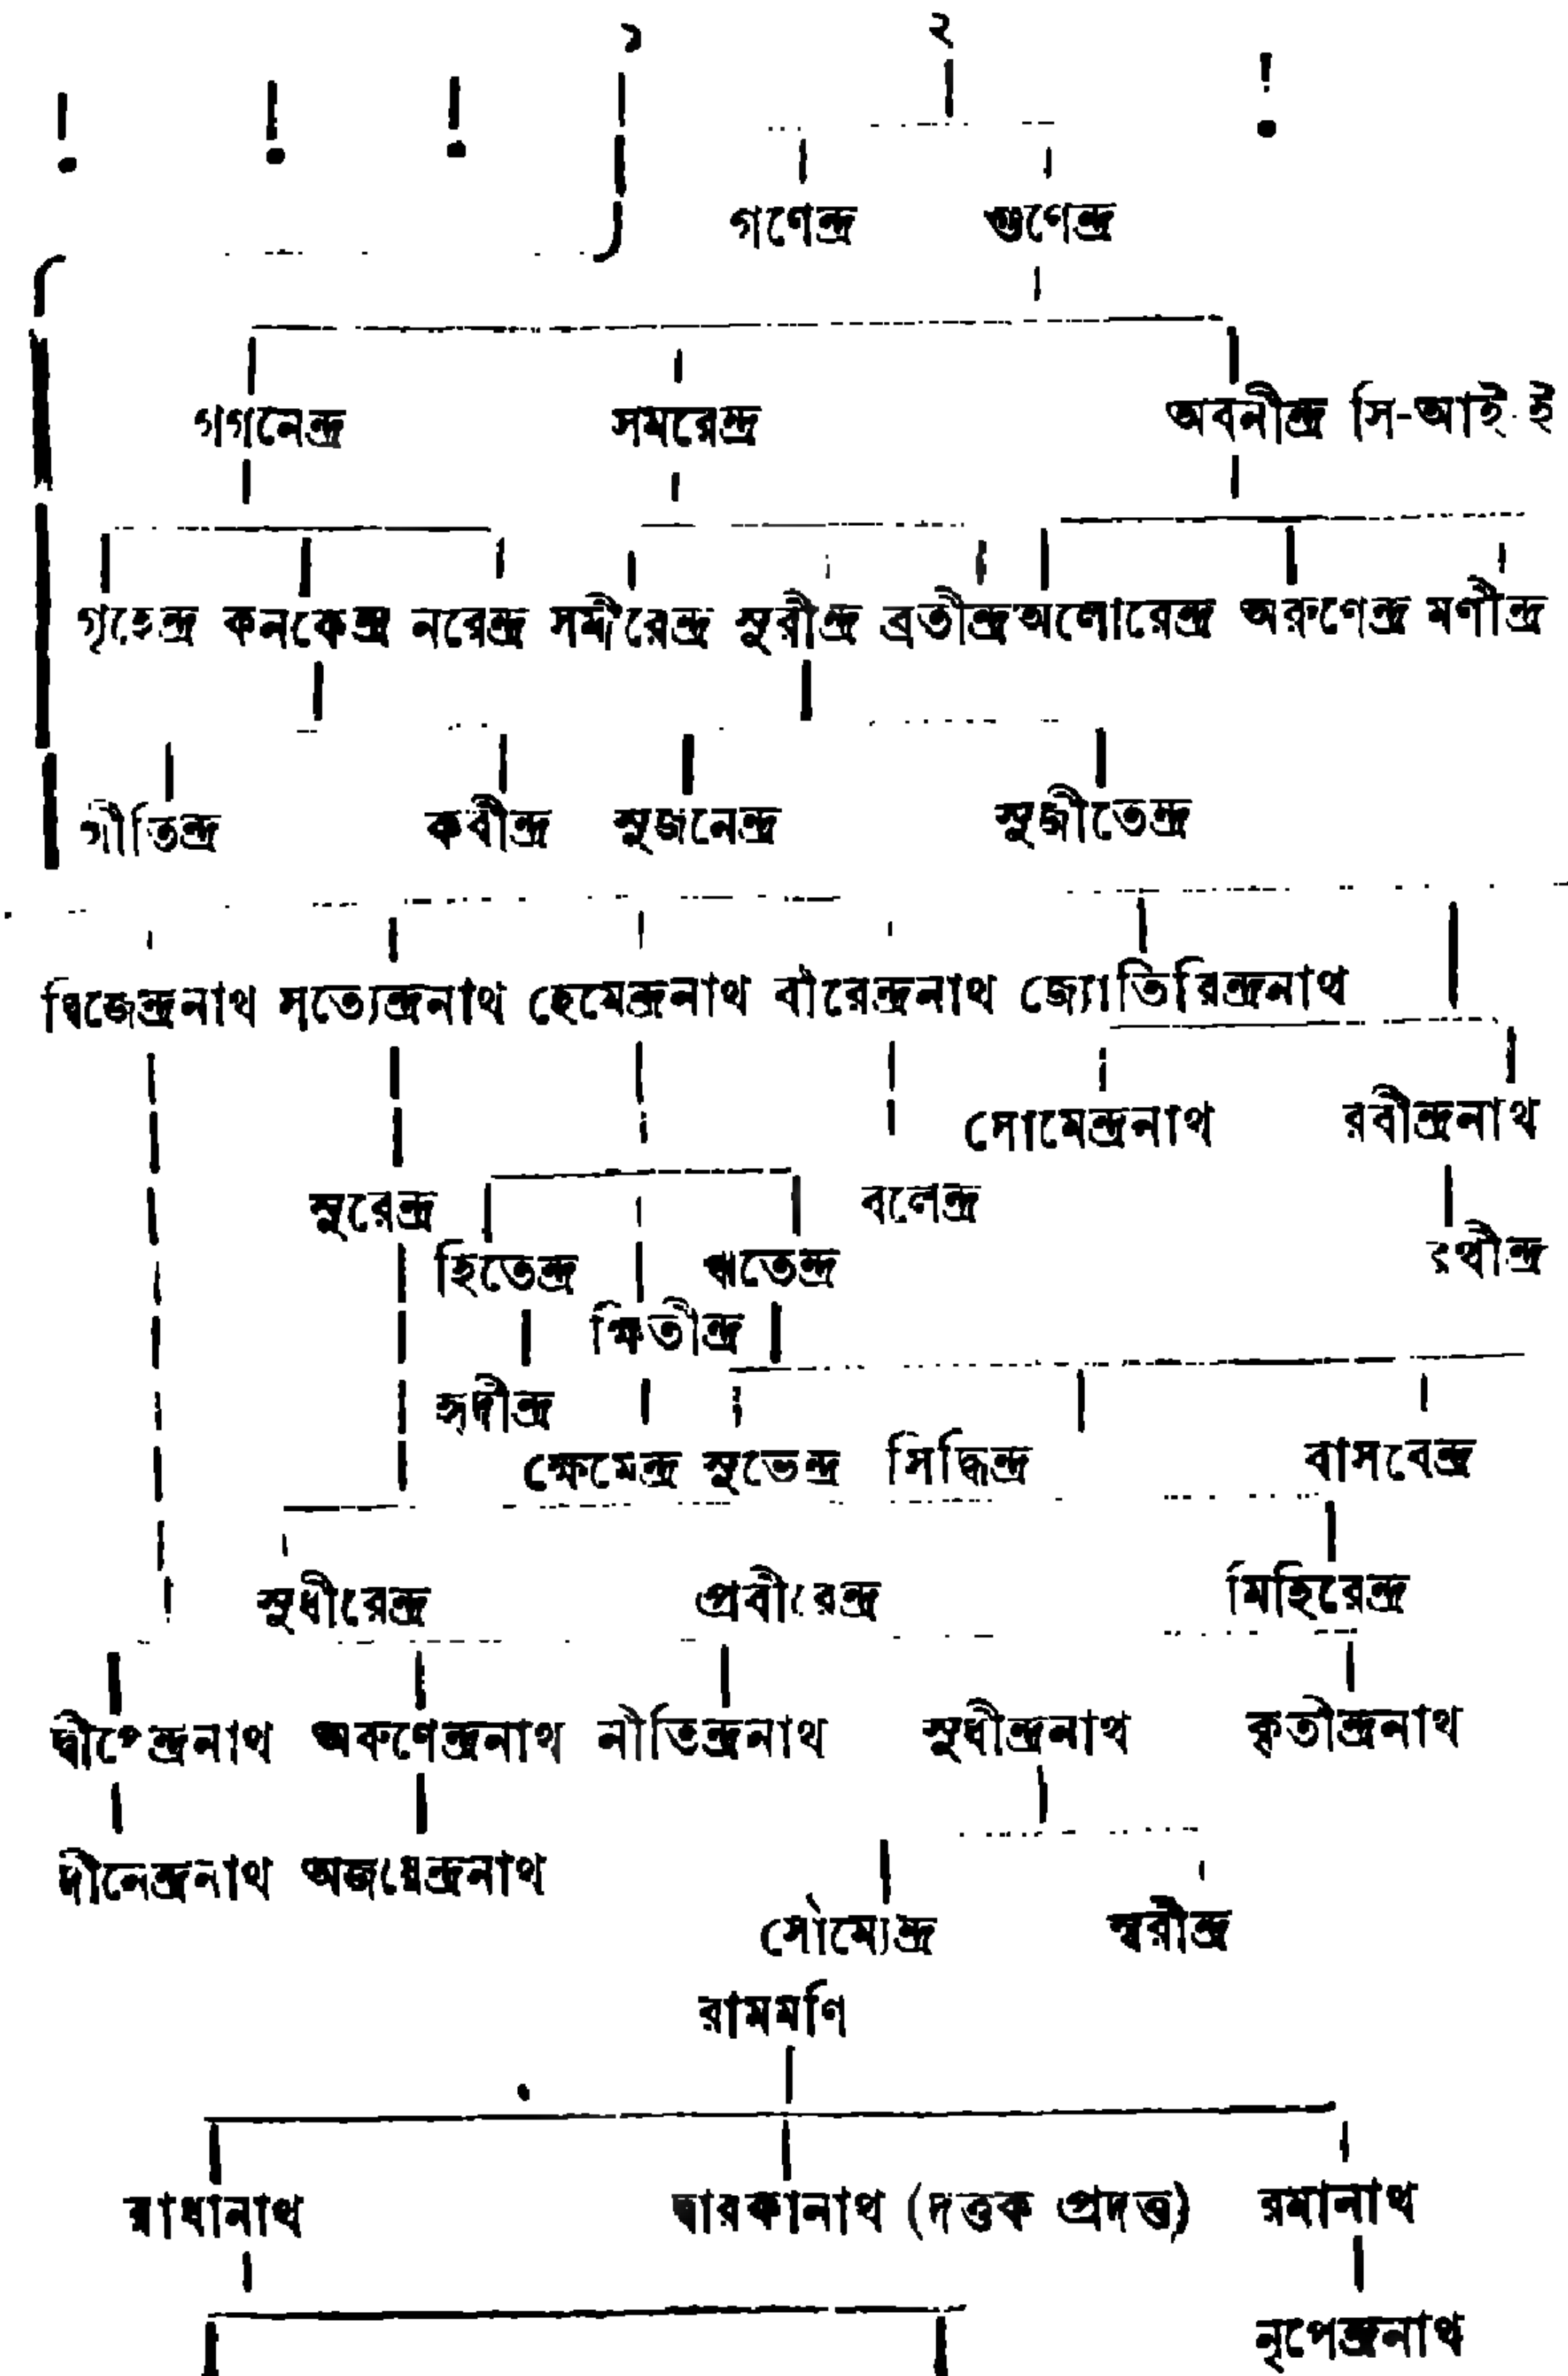 ১ ২
গণেন্দ্র গুণেন্দ্র
গগনেন্দ্র সমরেন্দ্র অবনীন্দ্র সি-আই-ই
গৃহেন্দ্র কনকেন্দ্র নরেন্দ্র সমীরেন্দ্র সুরীন্দ্র ব্রতীন্দ্র অলোরেন্দ্র অরুণেন্দ্র মণীন্দ্র
গীতিন্দ্র কবীন্দ্র সুজনেন্দ্র সুজীতেন্দ্র
দ্বিজেন্দ্রনাথ সত্যেন্দ্রনাথ হেমেন্দ্রনাথ বীরেন্দ্রনাথ জ্যোতিরিন্দ্রনাথ
সোমেন্দ্রনাথ রবীন্দ্রনাথ
সুরেন্দ্র বলেন্দ্র
হিতেন্দ্র ঋতেন্দ্র রথীন্দ্র
ক্ষিতীন্দ্র
হৃদীন্দ্র
ক্ষেমেন্দ্র সুভেন্দ্র সিদ্ধিন্দ্র বাসবেন্দ্র
সুধীরেন্দ্র প্রবীরেন্দ্র মিহিরেন্দ্র
দ্বীপেন্দ্রনাথ অরুণেন্দ্রনাথ নীতিন্দ্রনাথ সুধীন্দ্রনাথ কৃতীন্দ্রনাথ
দীনেন্দ্রনাথ অজয়েন্দ্রনাথ
সৌম্যেন্দ্র স্বরীন্দ্র
রামমণি
রাধানাথ দ্বারকানাথ (দত্তক প্রদত্ত) রমানাথ
নৃপেন্দ্রনাথ